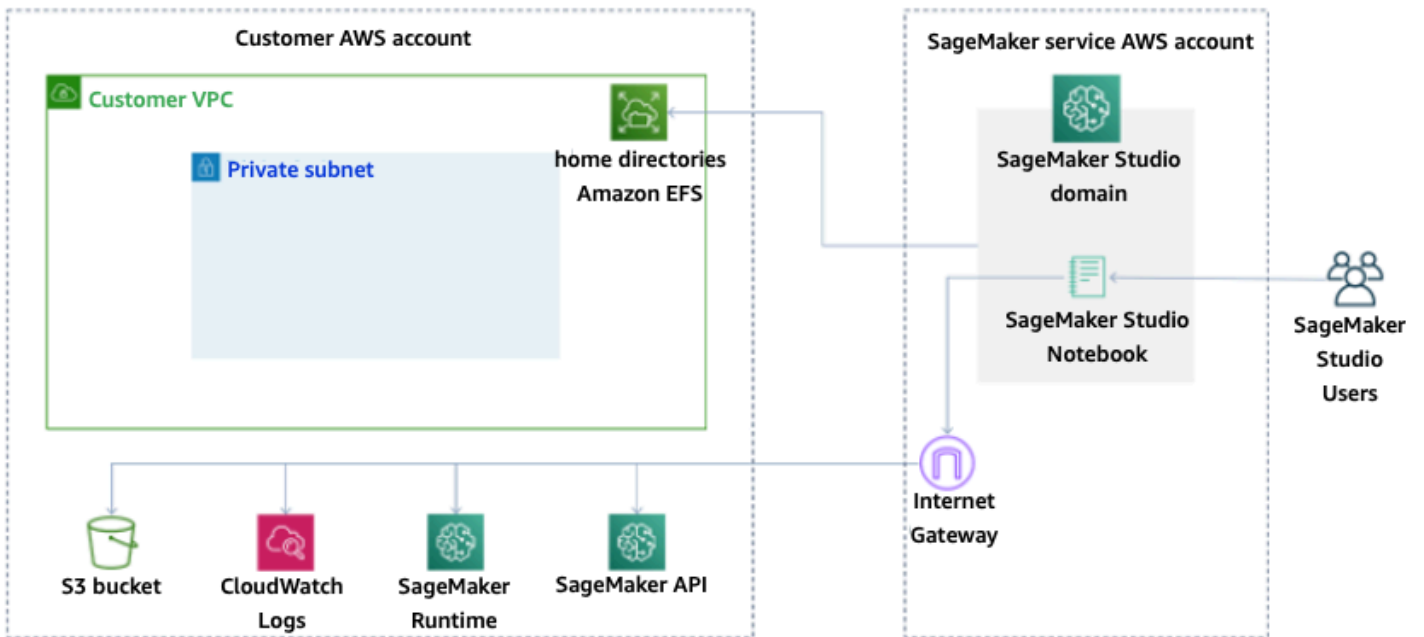 Customer AWS account
SageMaker service AWS account
Customer VPC
home directories
Amazon EFS
Private subnet
SageMaker Studio
domain
SageMaker Studio
Notebook
SageMaker
Studio
Users
Internet
Gateway
S3 bucket
CloudWatch
Logs
SageMaker
Runtime
SageMaker API